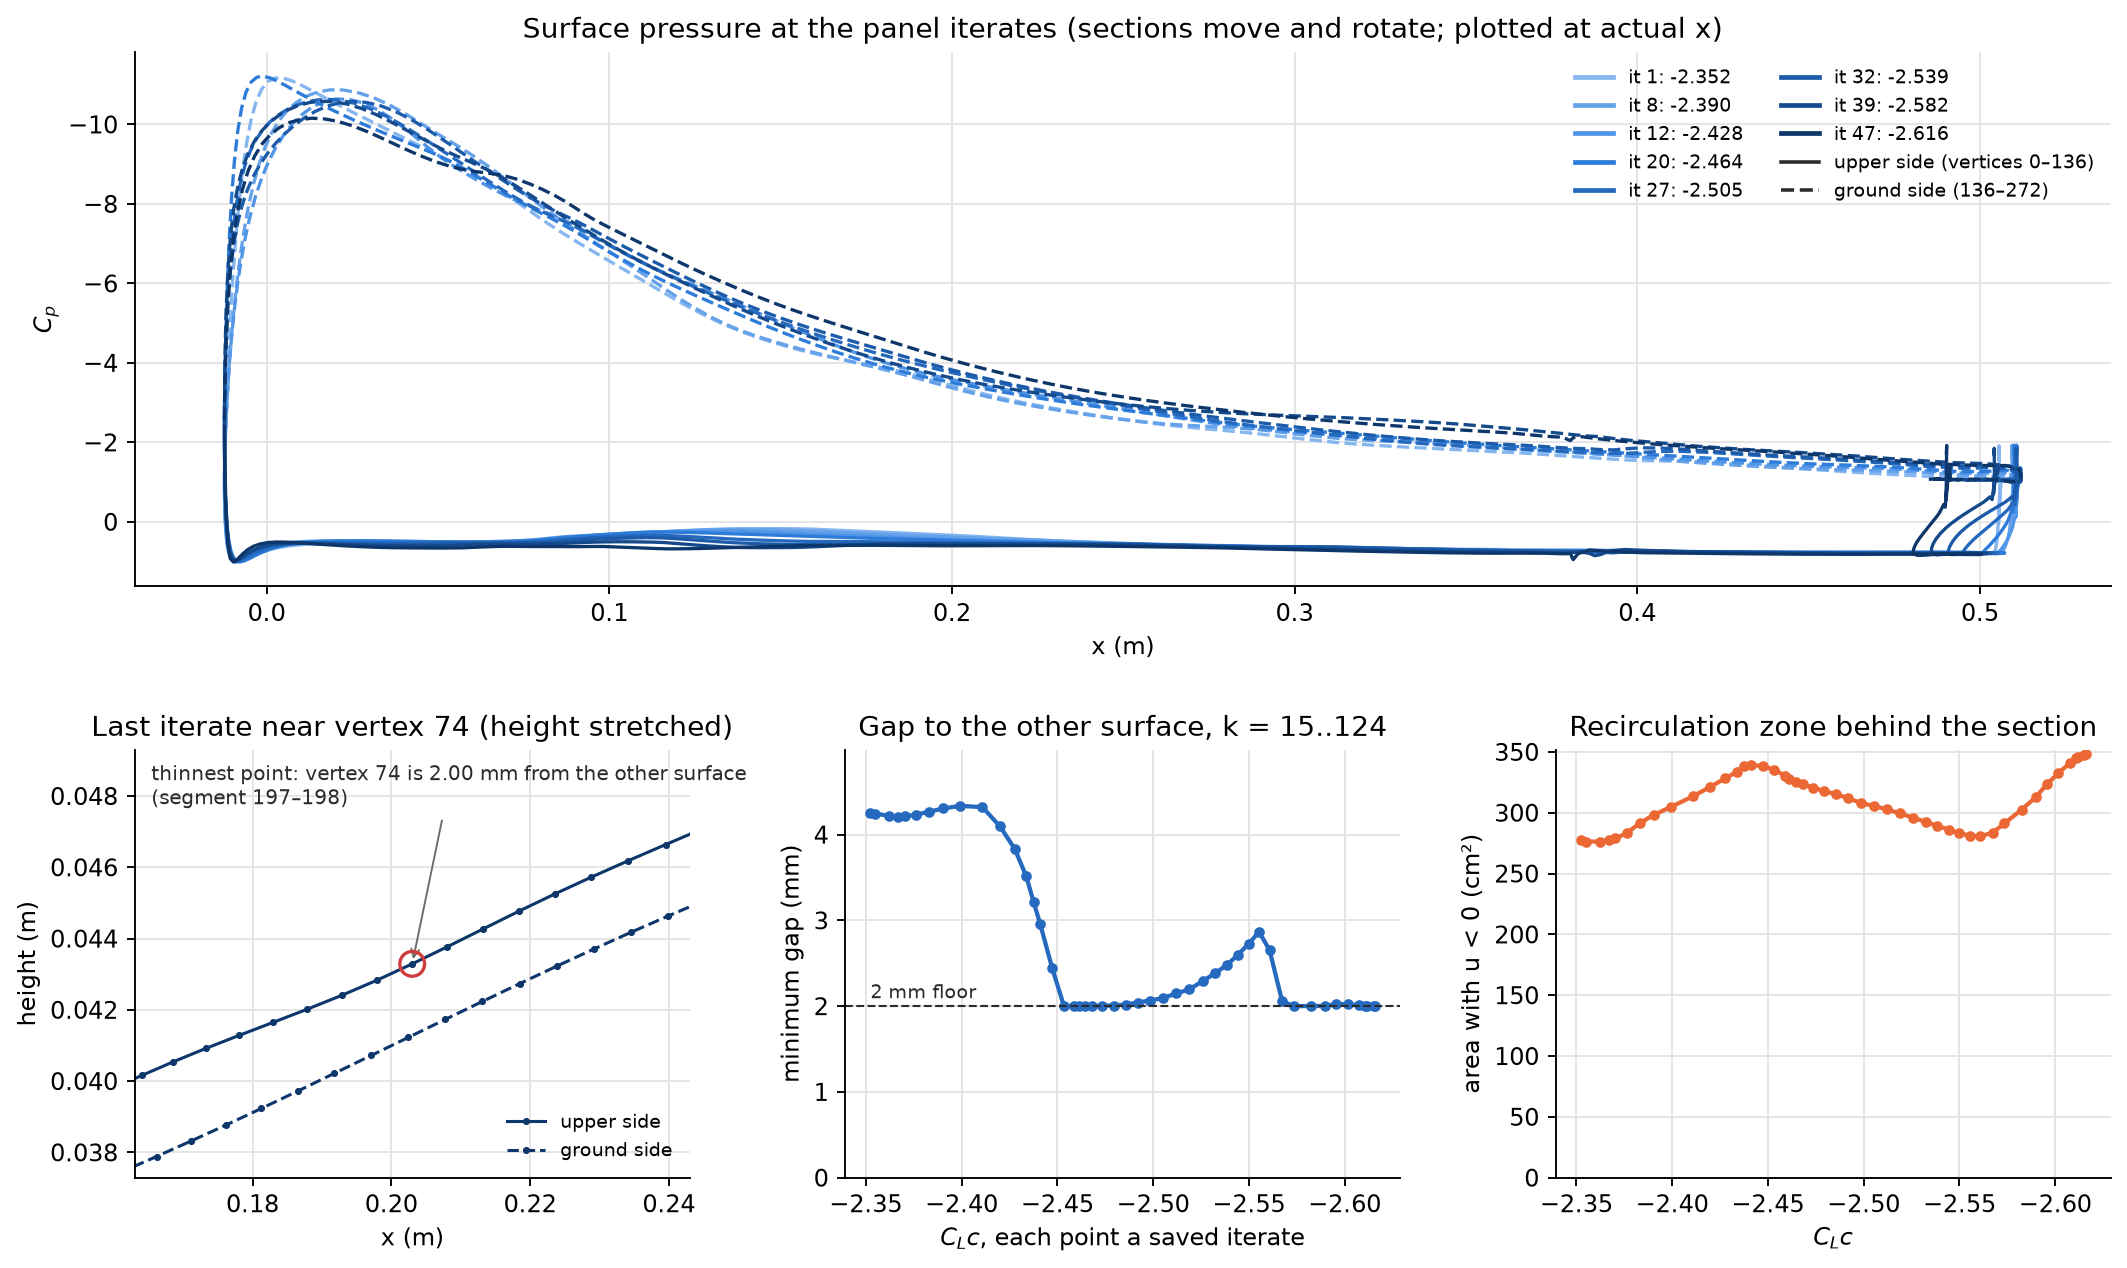 Surface pressure at the panel iterates (sections move and rotate; plotted at actual x)
it 1: -2.352
it 8: -2.390
it 12: -2.428
it 20: -2.464
it 27: -2.505
it 32: -2.539
it 39: -2.582
it 47: -2.616
upper side (vertices 0–136)
ground side (136–272)
−10
−8
−6
−4
−2
0
Cp
0.0
0.1
0.2
0.3
0.4
0.5
x (m)
Last iterate near vertex 74 (height stretched)
thinnest point: vertex 74 is 2.00 mm from the other surface
(segment 197–198)
0.048
0.046
0.044
0.042
0.040
0.038
height (m)
upper side
ground side
0.18
0.20
0.22
0.24
x (m)
Gap to the other surface, k = 15..124
4
3
2
1
0
minimum gap (mm)
2 mm floor
−2.35
−2.40
−2.45
−2.50
−2.55
−2.60
CLc, each point a saved iterate
Recirculation zone behind the section
350
300
250
200
150
100
50
0
area with u < 0 (cm²)
−2.35
−2.40
−2.45
−2.50
−2.55
−2.60
CLc